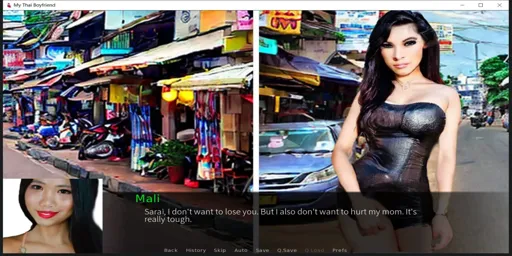 My Thai Boyfriend
Mali
Sarai, I don't want to lose you. But I also don't want to hurt my mom. It's
really tough.
Back History Skip Auto Save Q.Save Q.Load Prefs